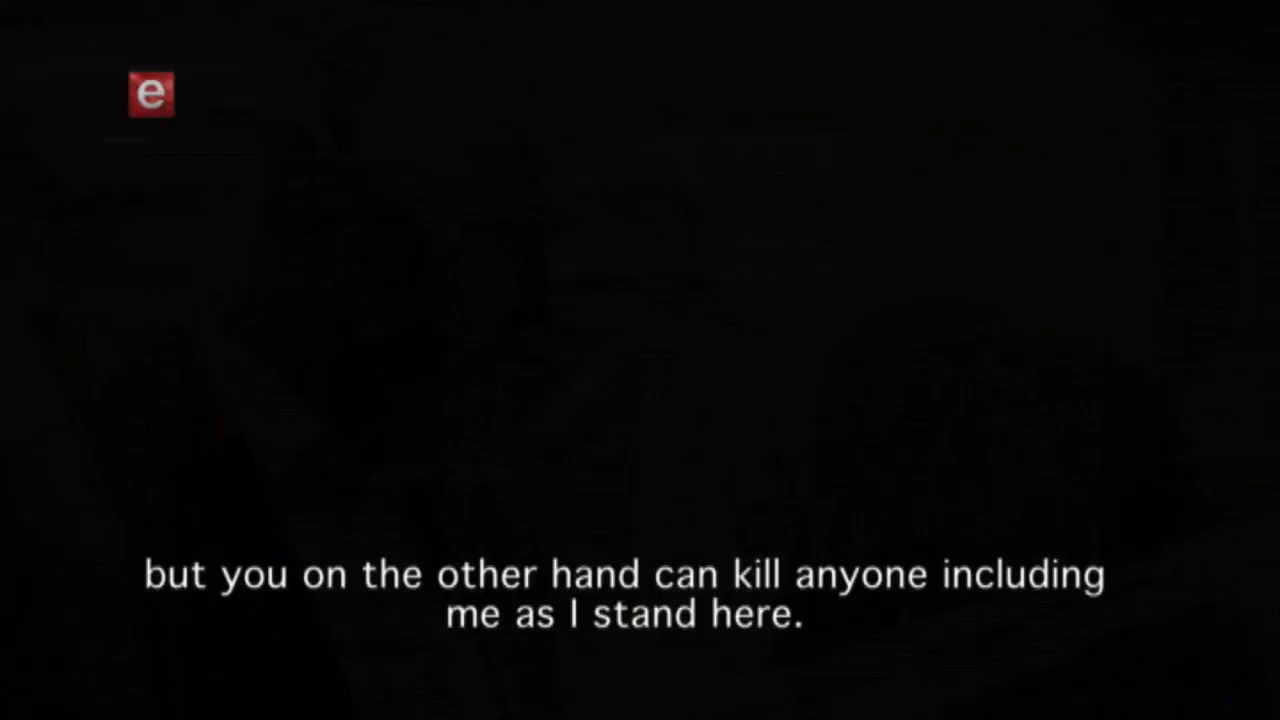 e
but you on the other hand can kill anyone including
me as I stand here.